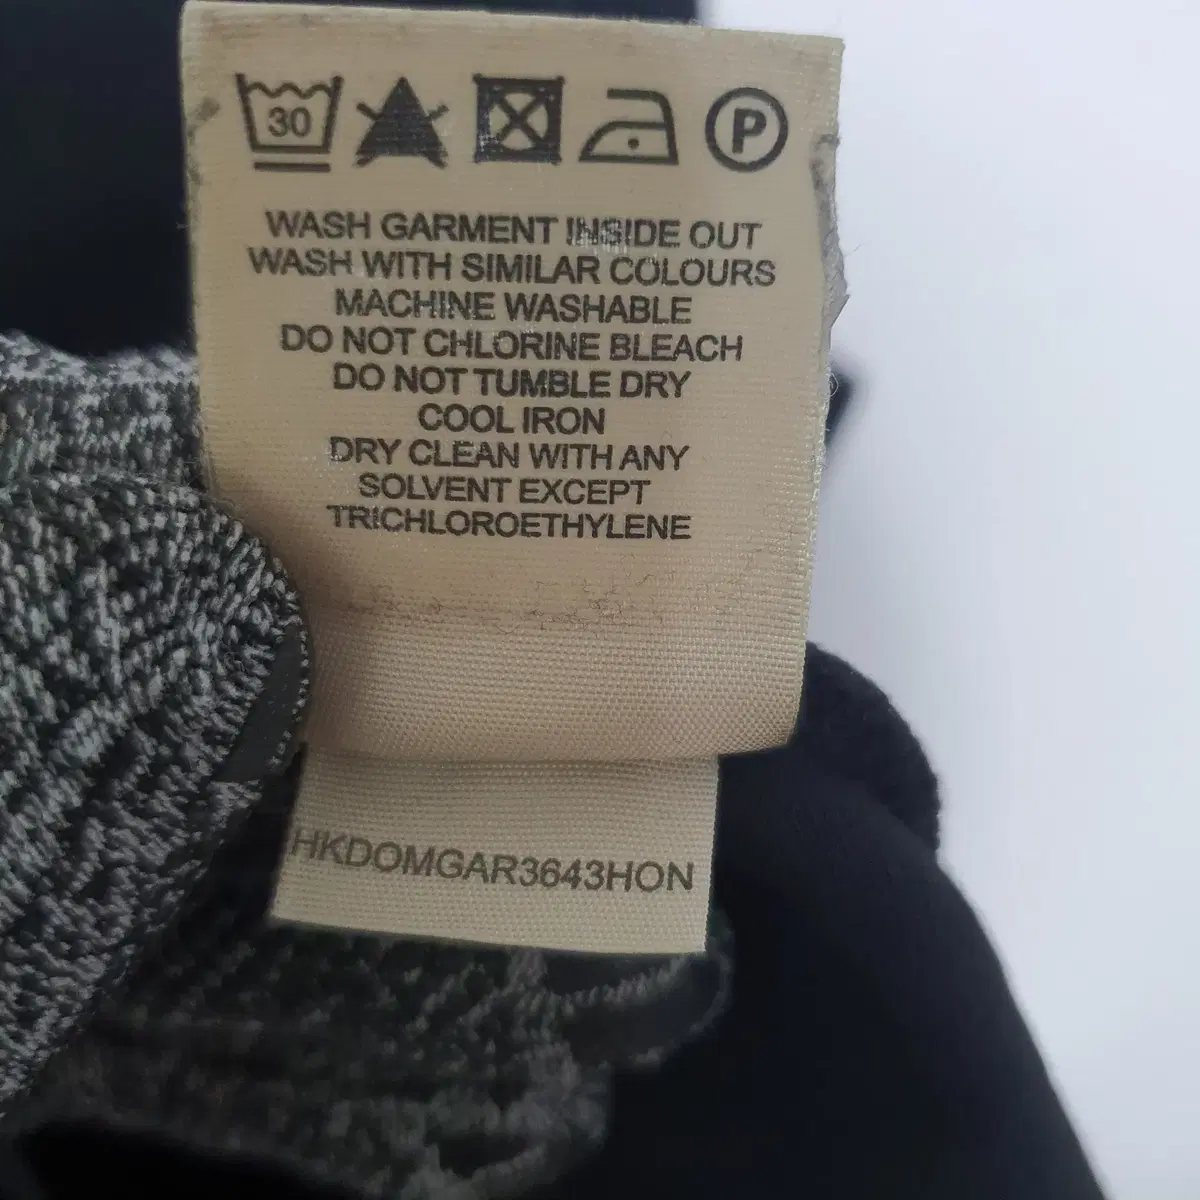 30
P
WASH GARMENT INSIDE OUT
WASH WITH SIMILAR COLOURS
MACHINE WASHABLE
DO NOT CHLORINE BLEACH
DO NOT TUMBLE DRY
COOL IRON
DRY CLEAN WITH ANY
SOLVENT EXCEPT
TRICHLOROETHYLENE
HKDOMGAR3643HON